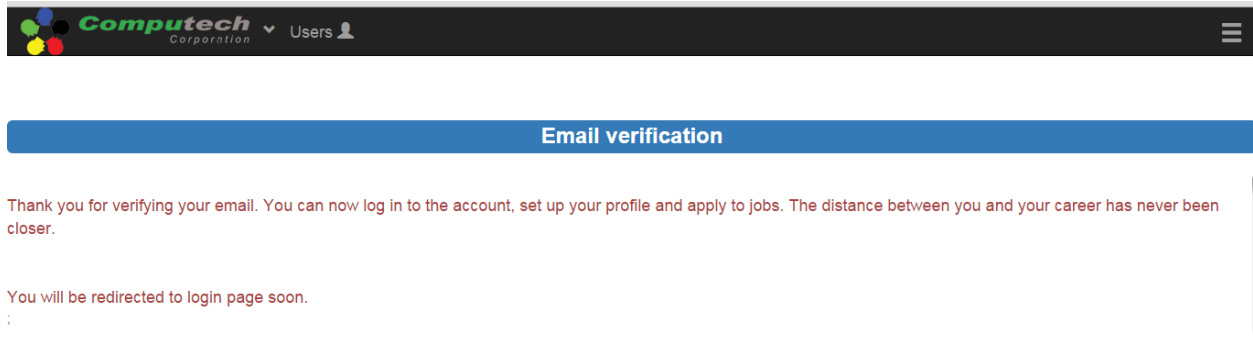 Computech
Corporation
Users
Email verification
Thank you for verifying your email. You can now log in to the account, set up your profile and apply to jobs. The distance between you and your career has never been
closer.
You will be redirected to login page soon.
;